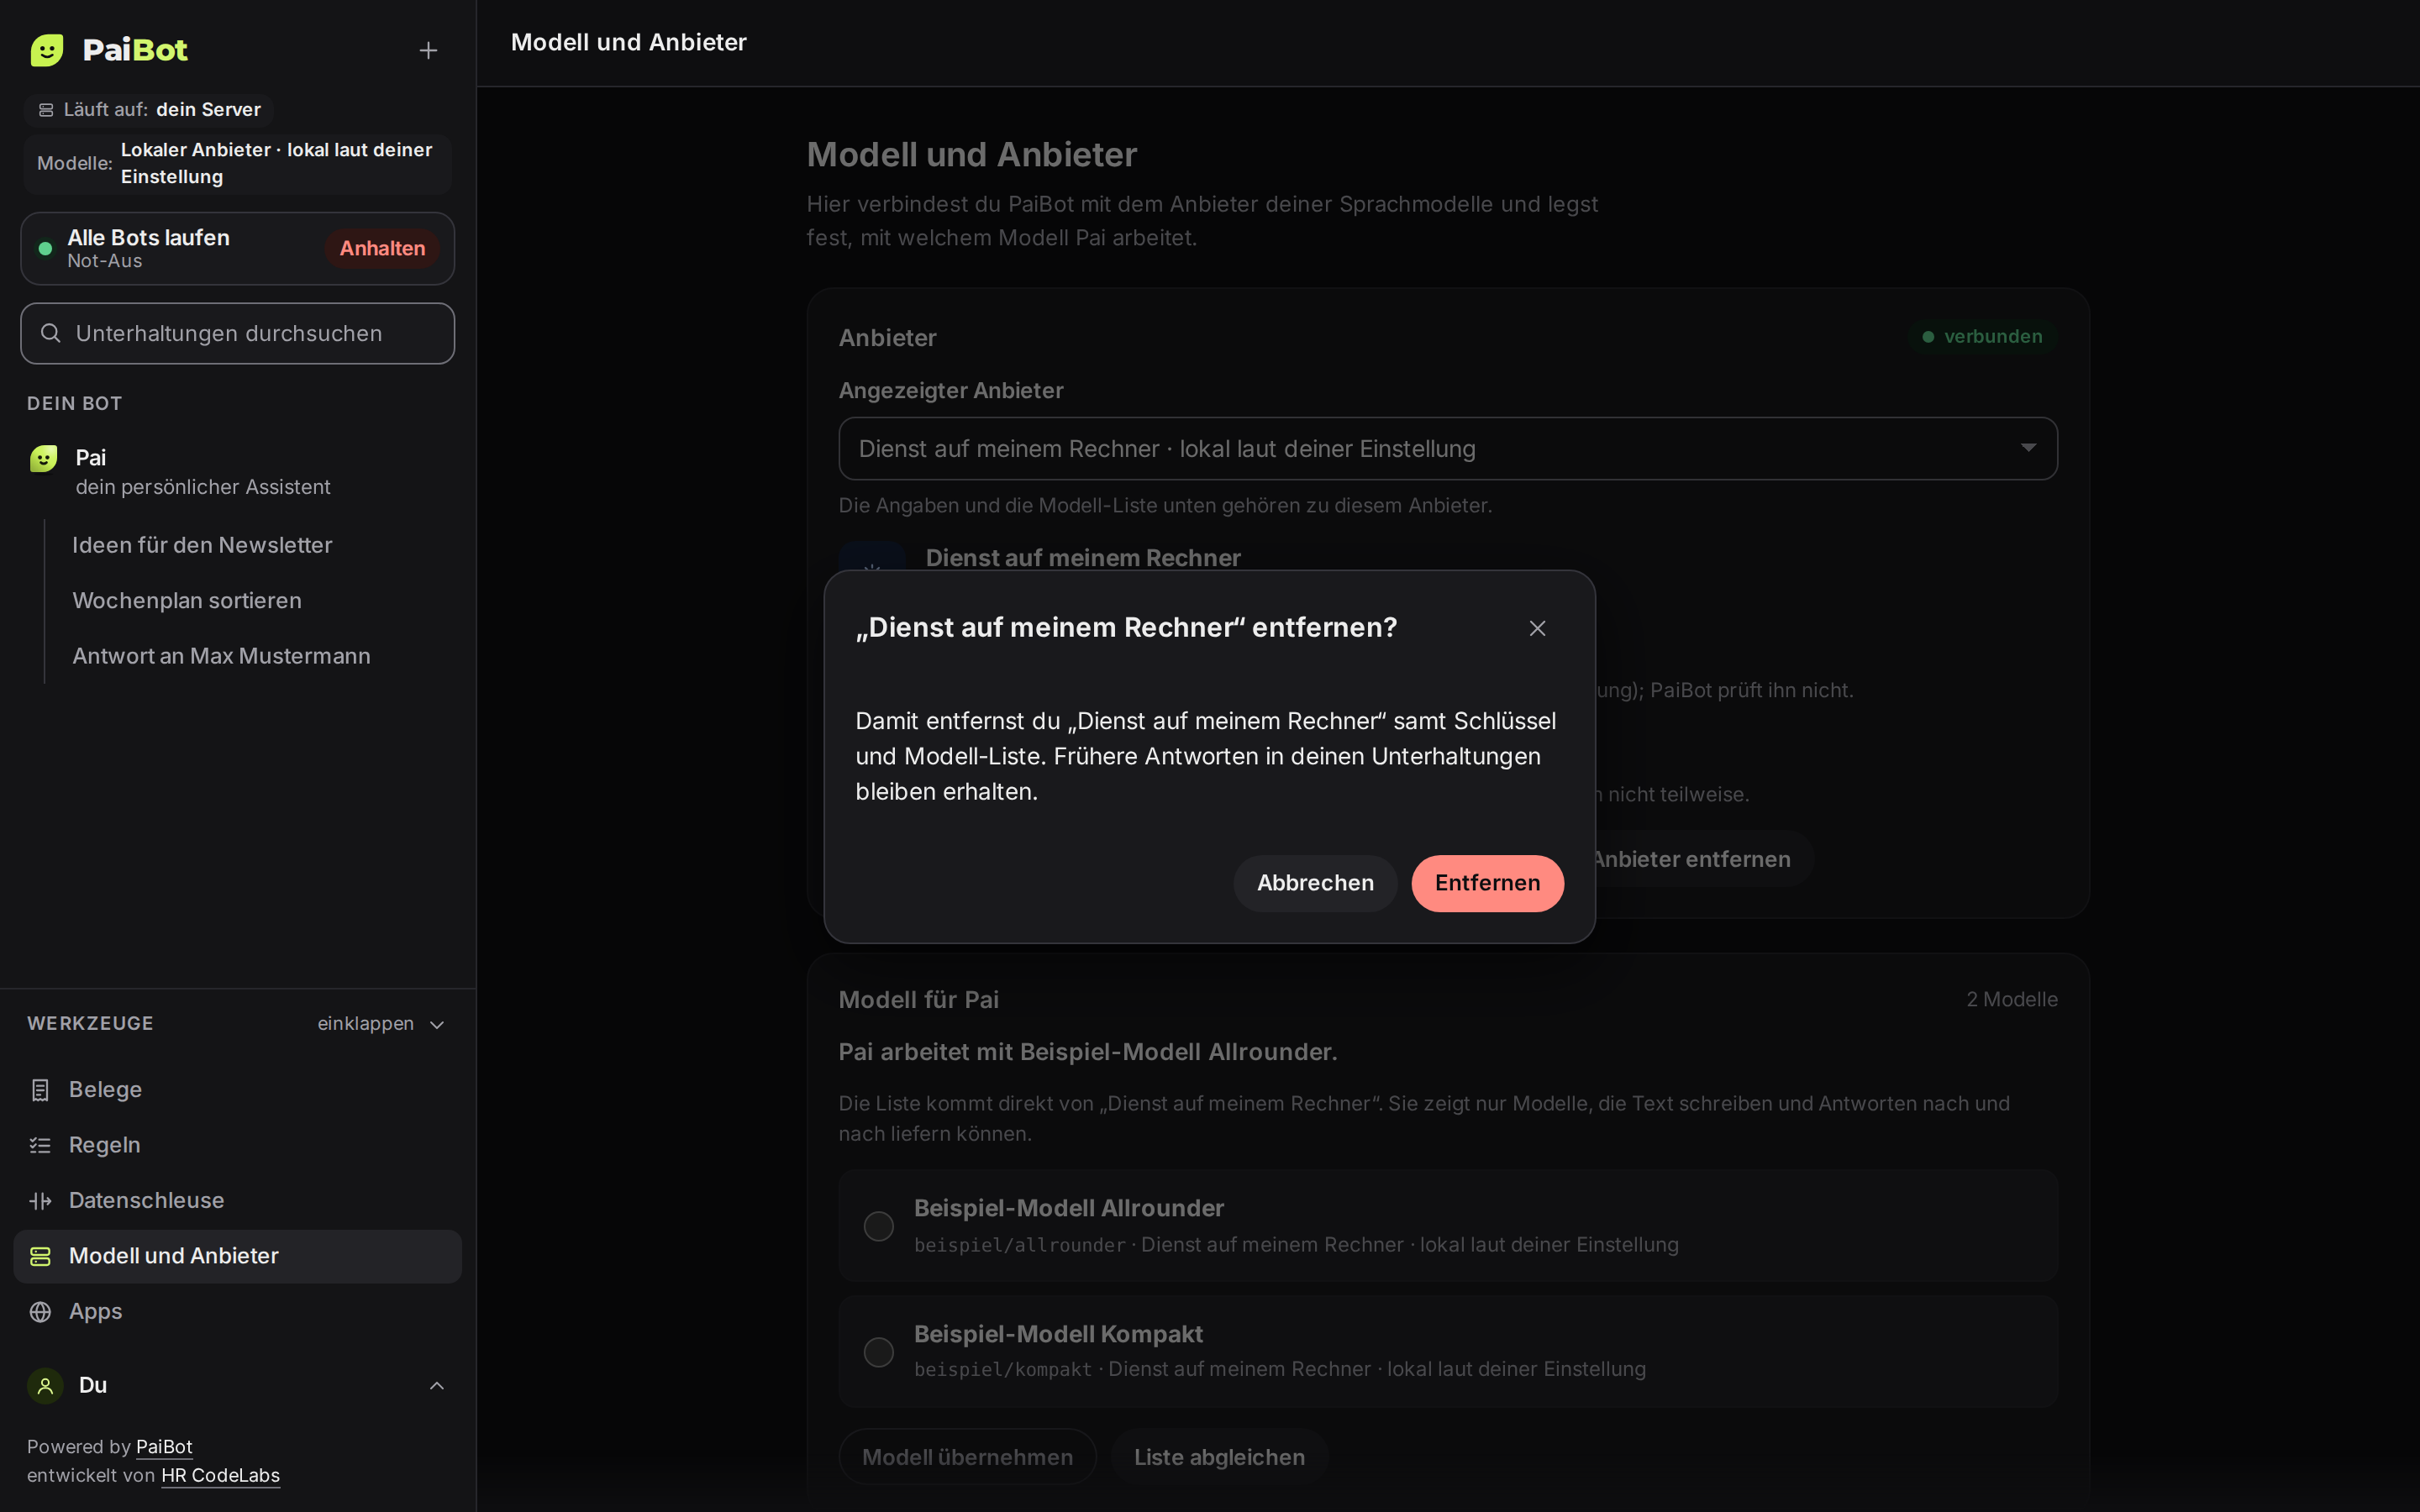 PaiBot
Läuft auf: dein Server
Modelle: Lokaler Anbieter · lokal laut deiner
Einstellung
Alle Bots laufen
Not-Aus
Anhalten
Unterhaltungen durchsuchen
DEIN BOT
Pai
dein persönlicher Assistent
Ideen für den Newsletter
Wochenplan sortieren
Antwort an Max Mustermann
WERKZEUGE
einklappen
Belege
Regeln
Datenschleuse
Modell und Anbieter
Apps
Du
Powered by PaiBot
entwickelt von HR CodeLabs
Modell und Anbieter
Modell und Anbieter
Hier verbindest du PaiBot mit dem Anbieter deiner Sprachmodelle und legst
fest, mit welchem Modell Pai arbeitet.
Anbieter
verbunden
Angezeigter Anbieter
Dienst auf meinem Rechner · lokal laut deiner Einstellung
Die Angaben und die Modell-Liste unten gehören zu diesem Anbieter.
Dienst auf meinem Rechner
„Dienst auf meinem Rechner“ entfernen?
Damit entfernst du „Dienst auf meinem Rechner“ samt Schlüssel
und Modell-Liste. Frühere Antworten in deinen Unterhaltungen
bleiben erhalten.
Abbrechen
Entfernen
PaiBot prüft ihn nicht.
nicht teilweise.
Anbieter entfernen
Modell für Pai
2 Modelle
Pai arbeitet mit Beispiel-Modell Allrounder.
Die Liste kommt direkt von „Dienst auf meinem Rechner“. Sie zeigt nur Modelle, die Text schreiben und Antworten nach und
nach liefern können.
Beispiel-Modell Allrounder
beispiel/allrounder · Dienst auf meinem Rechner · lokal laut deiner Einstellung
Beispiel-Modell Kompakt
beispiel/kompakt · Dienst auf meinem Rechner · lokal laut deiner Einstellung
Modell übernehmen
Liste abgleichen